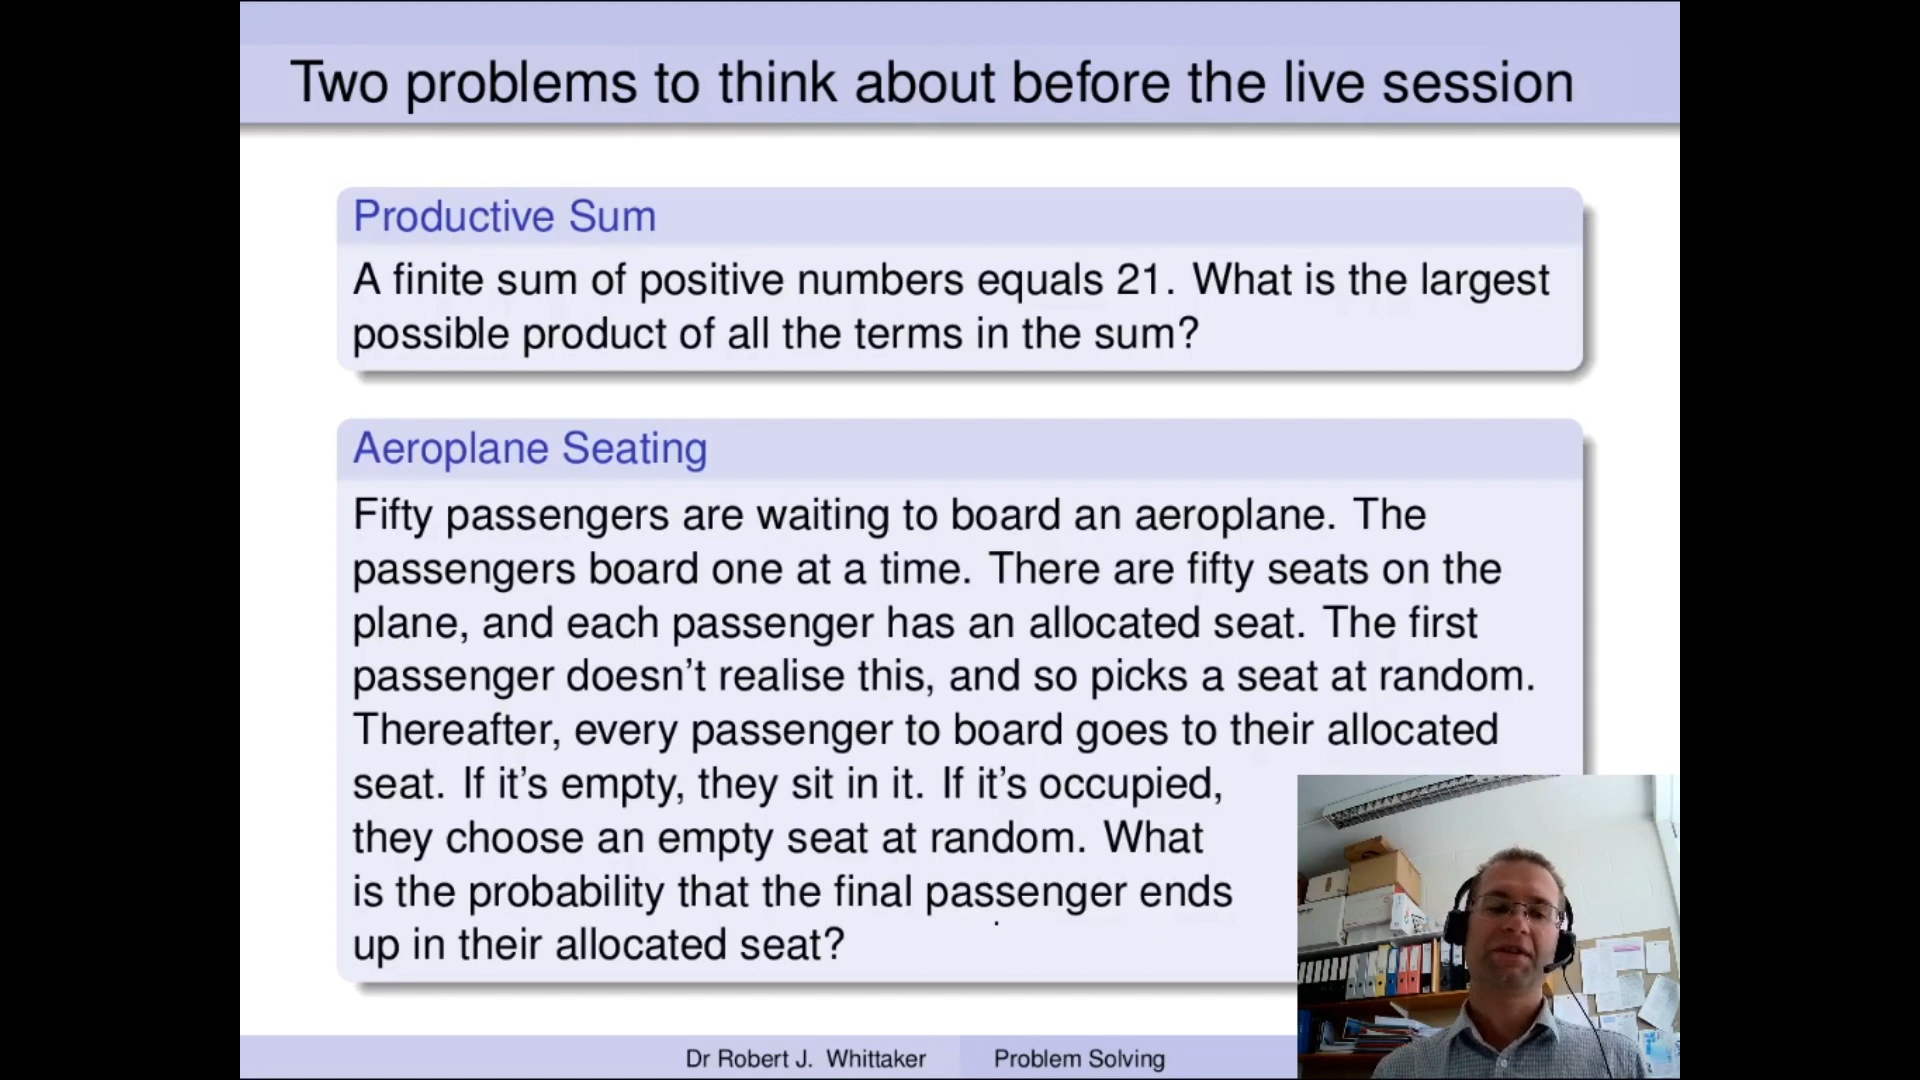 Two problems to think about before the live session
Productive Sum
A finite sum of positive numbers equals 21. What is the largest
possible product of all the terms in the sum?
Aeroplane Seating
Fifty passengers are waiting to board an aeroplane. The
passengers board one at a time. There are fifty seats on the
plane, and each passenger has an allocated seat. The first
passenger doesn't realise this, and so picks a seat at random.
Thereafter, every passenger to board goes to their allocated
seat. If it's empty, they sit in it. If it's occupied,
they choose an empty seat at random. What
is the probability that the final passenger ends
up in their allocated seat?
Dr Robert J. Whittaker Problem Solving